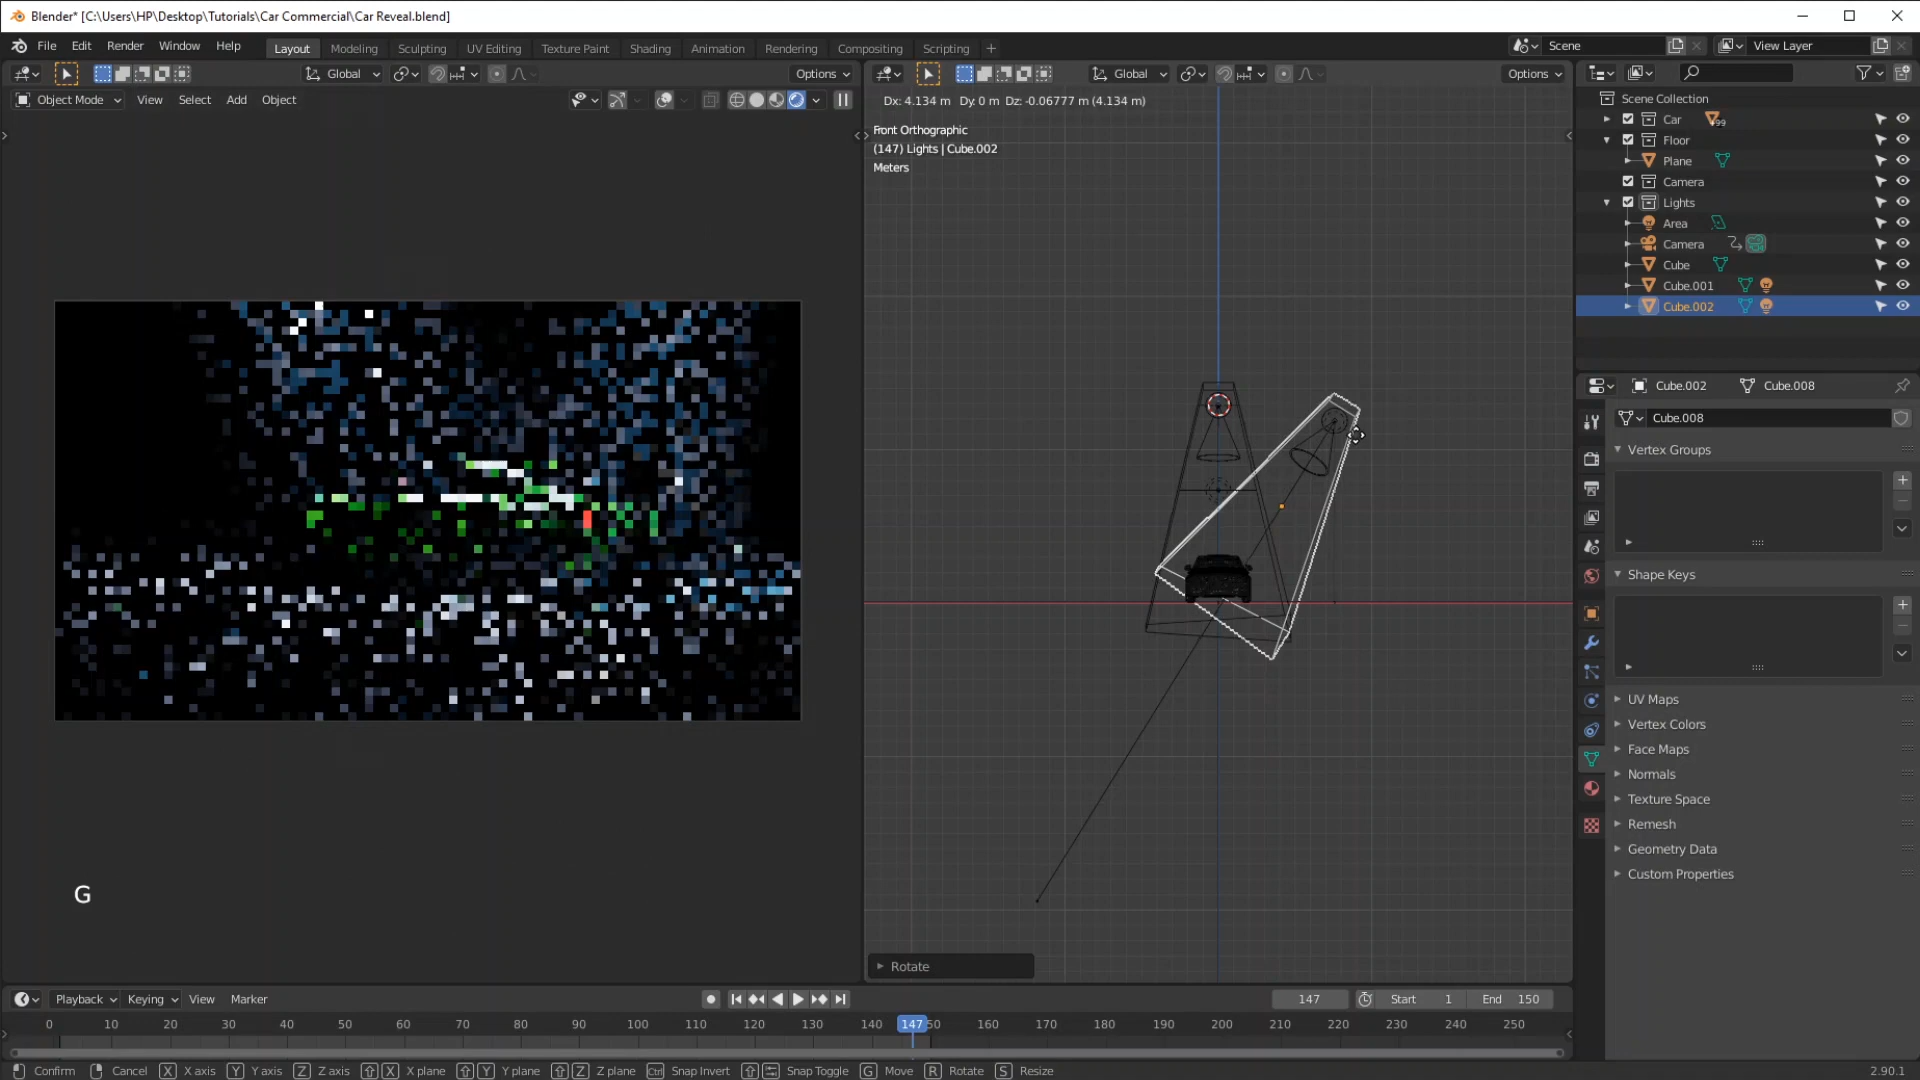 Blender* [C:\Users\HP\Desktop\Tutorials\Car Commercial\Car Reveal.blend]
File Edit Render Window Help Layout Modeling Sculpting UV Editing Texture Paint Shading Animation Rendering Compositing Scripting + Scene View Layer
Global Options Global Options
Object Mode View Select Add Object
Dx: 4.134 m Dy: 0 m Dz: -0.06777 m (4.134 m)
Front Orthographic
(147) Lights | Cube.002
Meters
Scene Collection
Car 99
Floor
Plane
Camera
Lights
Area
Camera
Cube
Cube.001
Cube.002
Cube.002 Cube.008
Cube.008
Vertex Groups
Shape Keys
UV Maps
Vertex Colors
Face Maps
Normals
Texture Space
Remesh
Geometry Data
Custom Properties
G
Rotate
Playback Keying View Marker 147 Start 1 End 150
0 10 20 30 40 50 60 70 80 90 100 110 120 130 140 147 50 160 170 180 190 200 210 220 230 240 250
Confirm Cancel X X axis Y Y axis Z Z axis X X plane Y Y plane Z Z plane Ctrl Snap Invert Snap Toggle G Move R Rotate S Resize 2.90.1